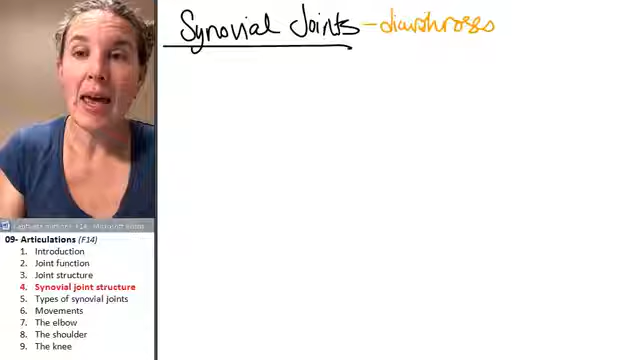 Synovial Joints - diarthroses
09- Articulations (F14)
1. Introduction
2. Joint function
3. Joint structure
4. Synovial joint structure
5. Types of synovial joints
6. Movements
7. The elbow
8. The shoulder
9. The knee